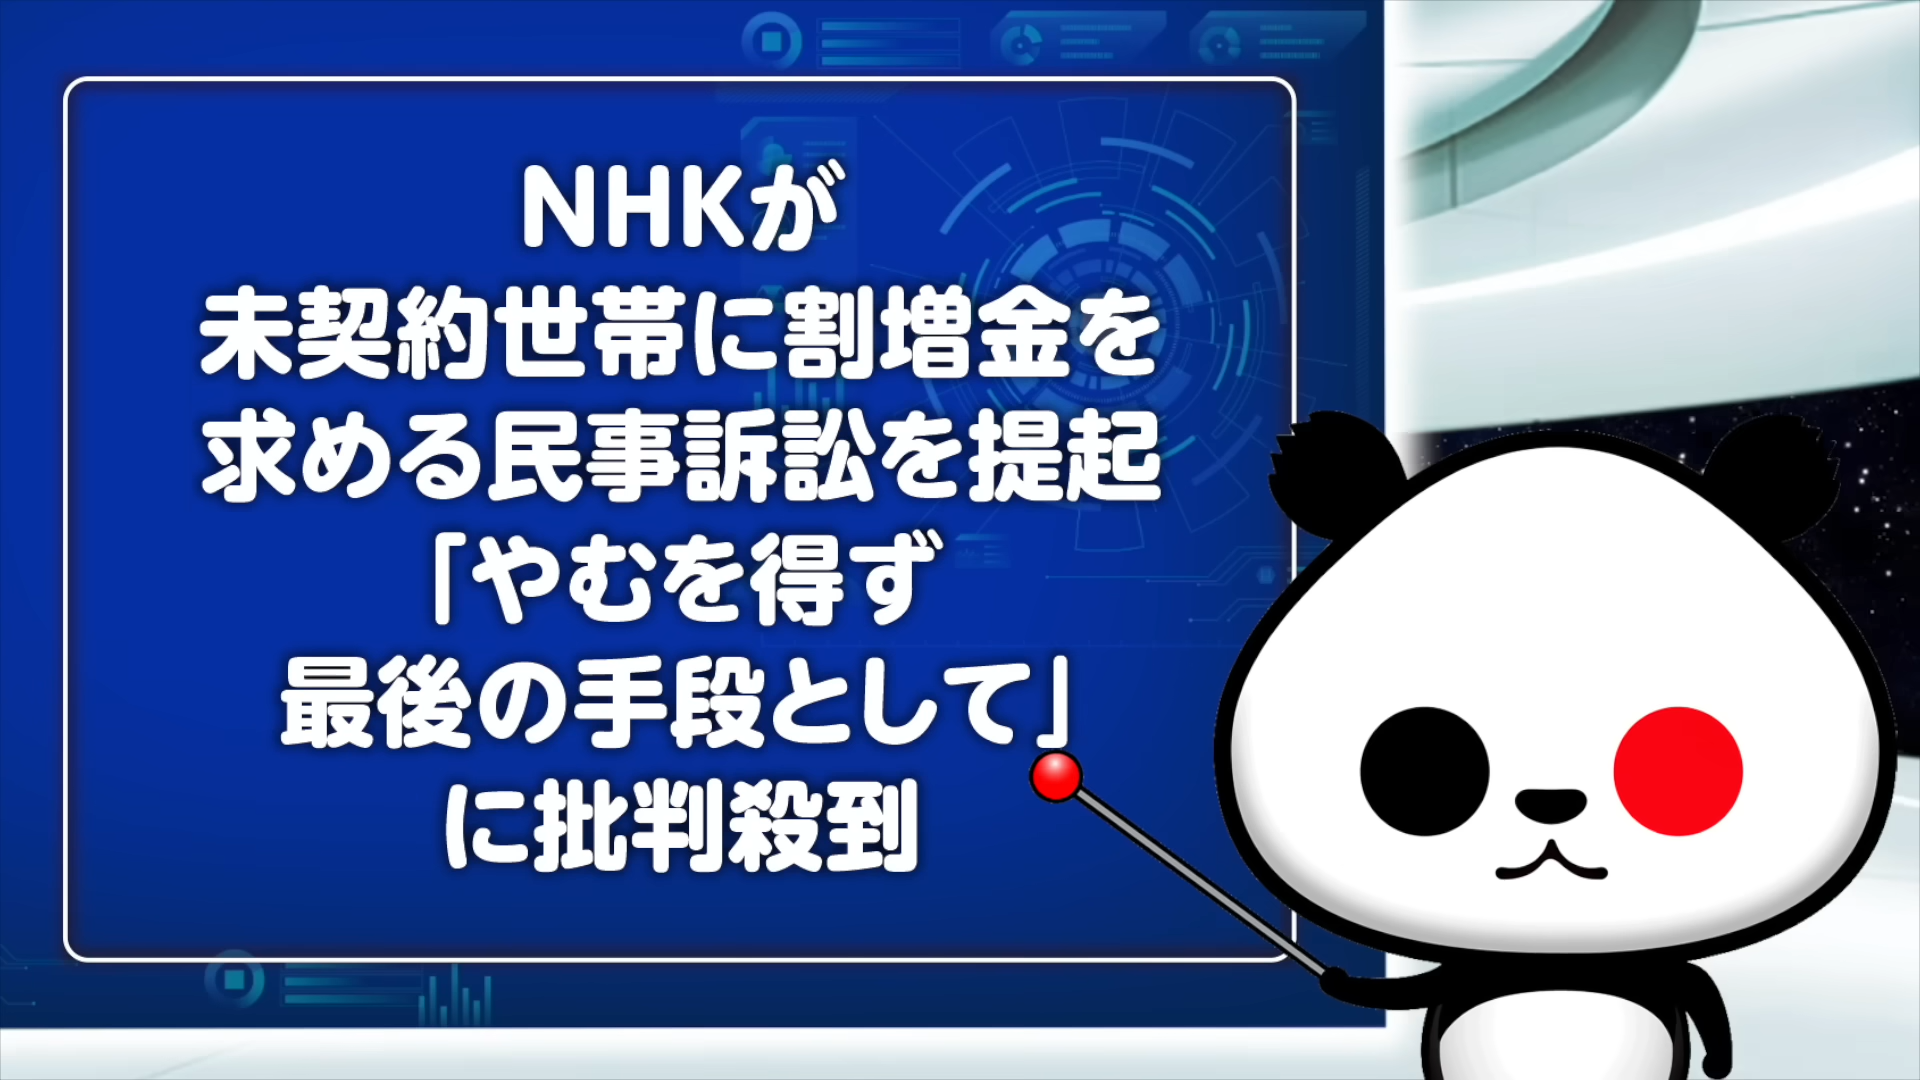 NHKが
未契約世帯に割増金を
求める民事訴訟を提起
「やむを得ず
最後の手段として」
に批判殺到